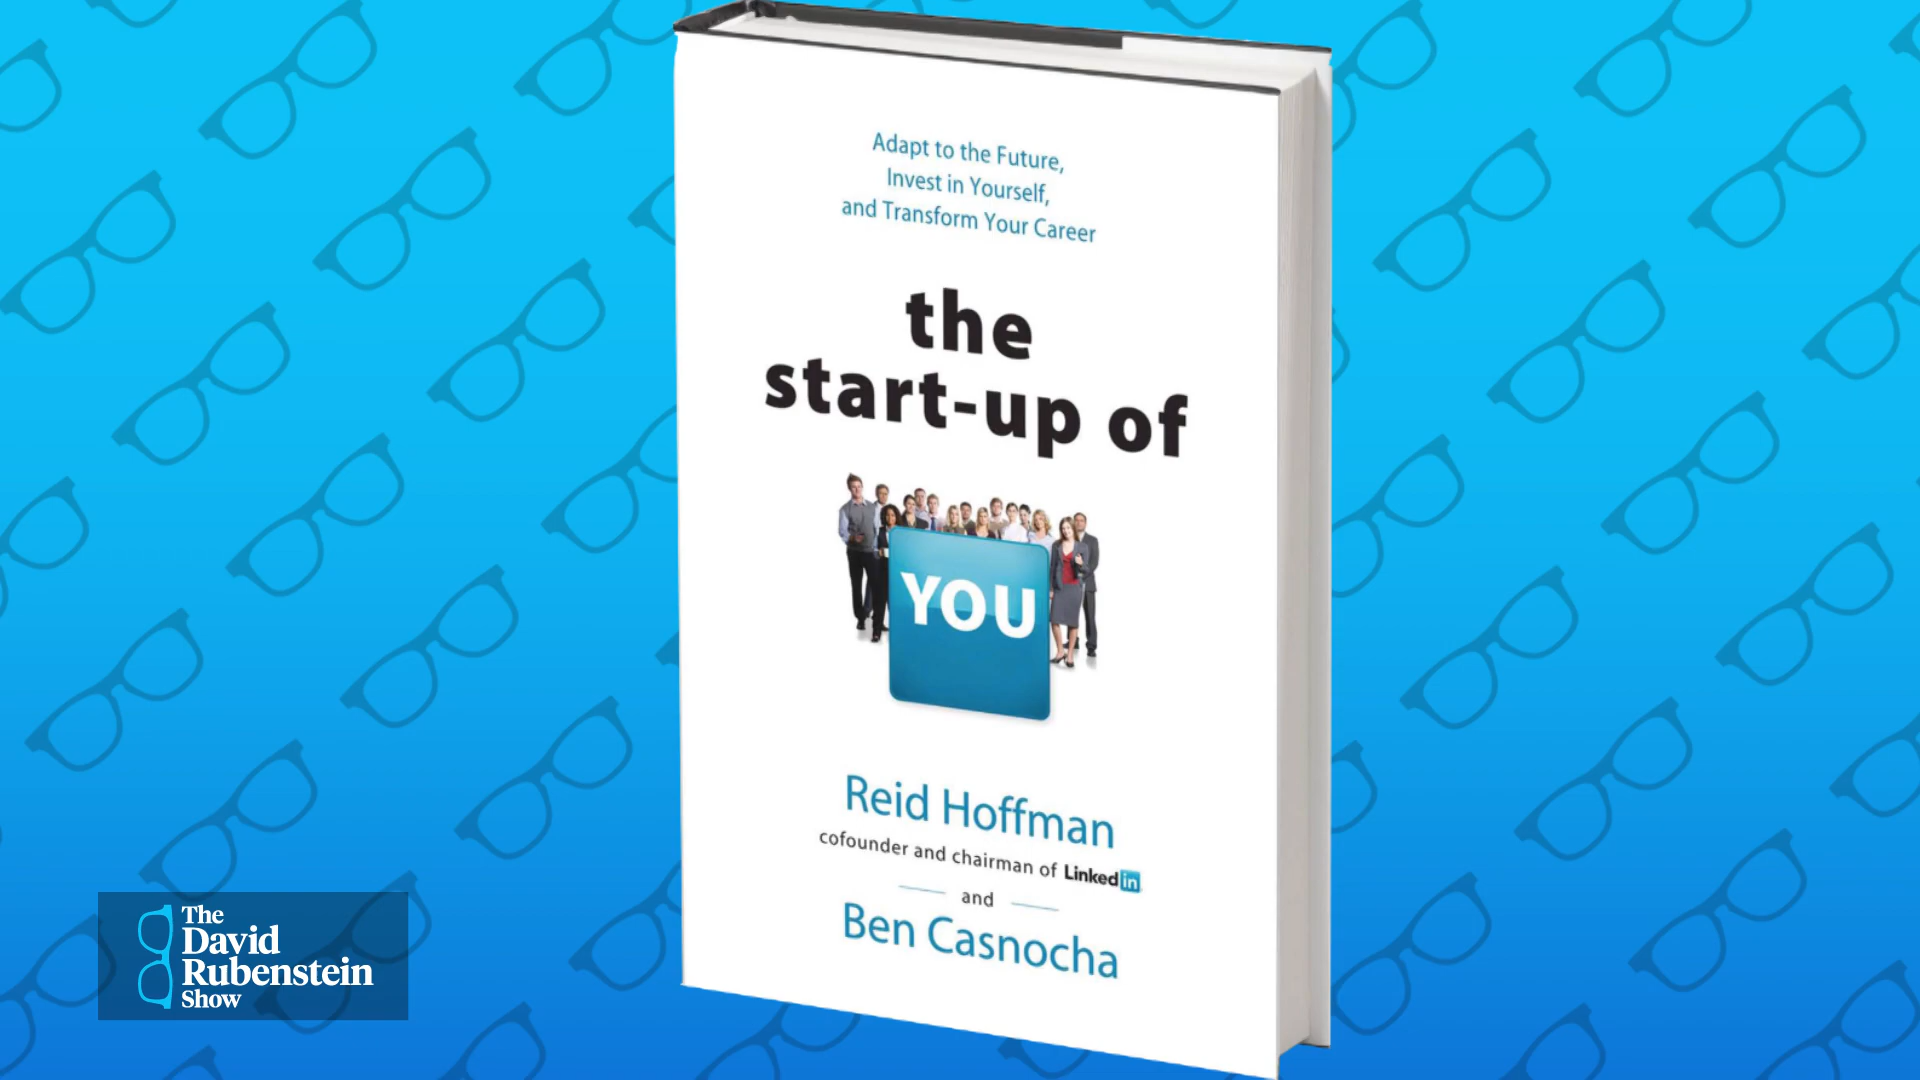 Adapt to the Future,
Invest in Yourself,
and Transform Your Career
the
start-up of
YOU
Reid Hoffman
cofounder and chairman of Linkedin
and
Ben Casnocha
The
David
Rubenstein
Show